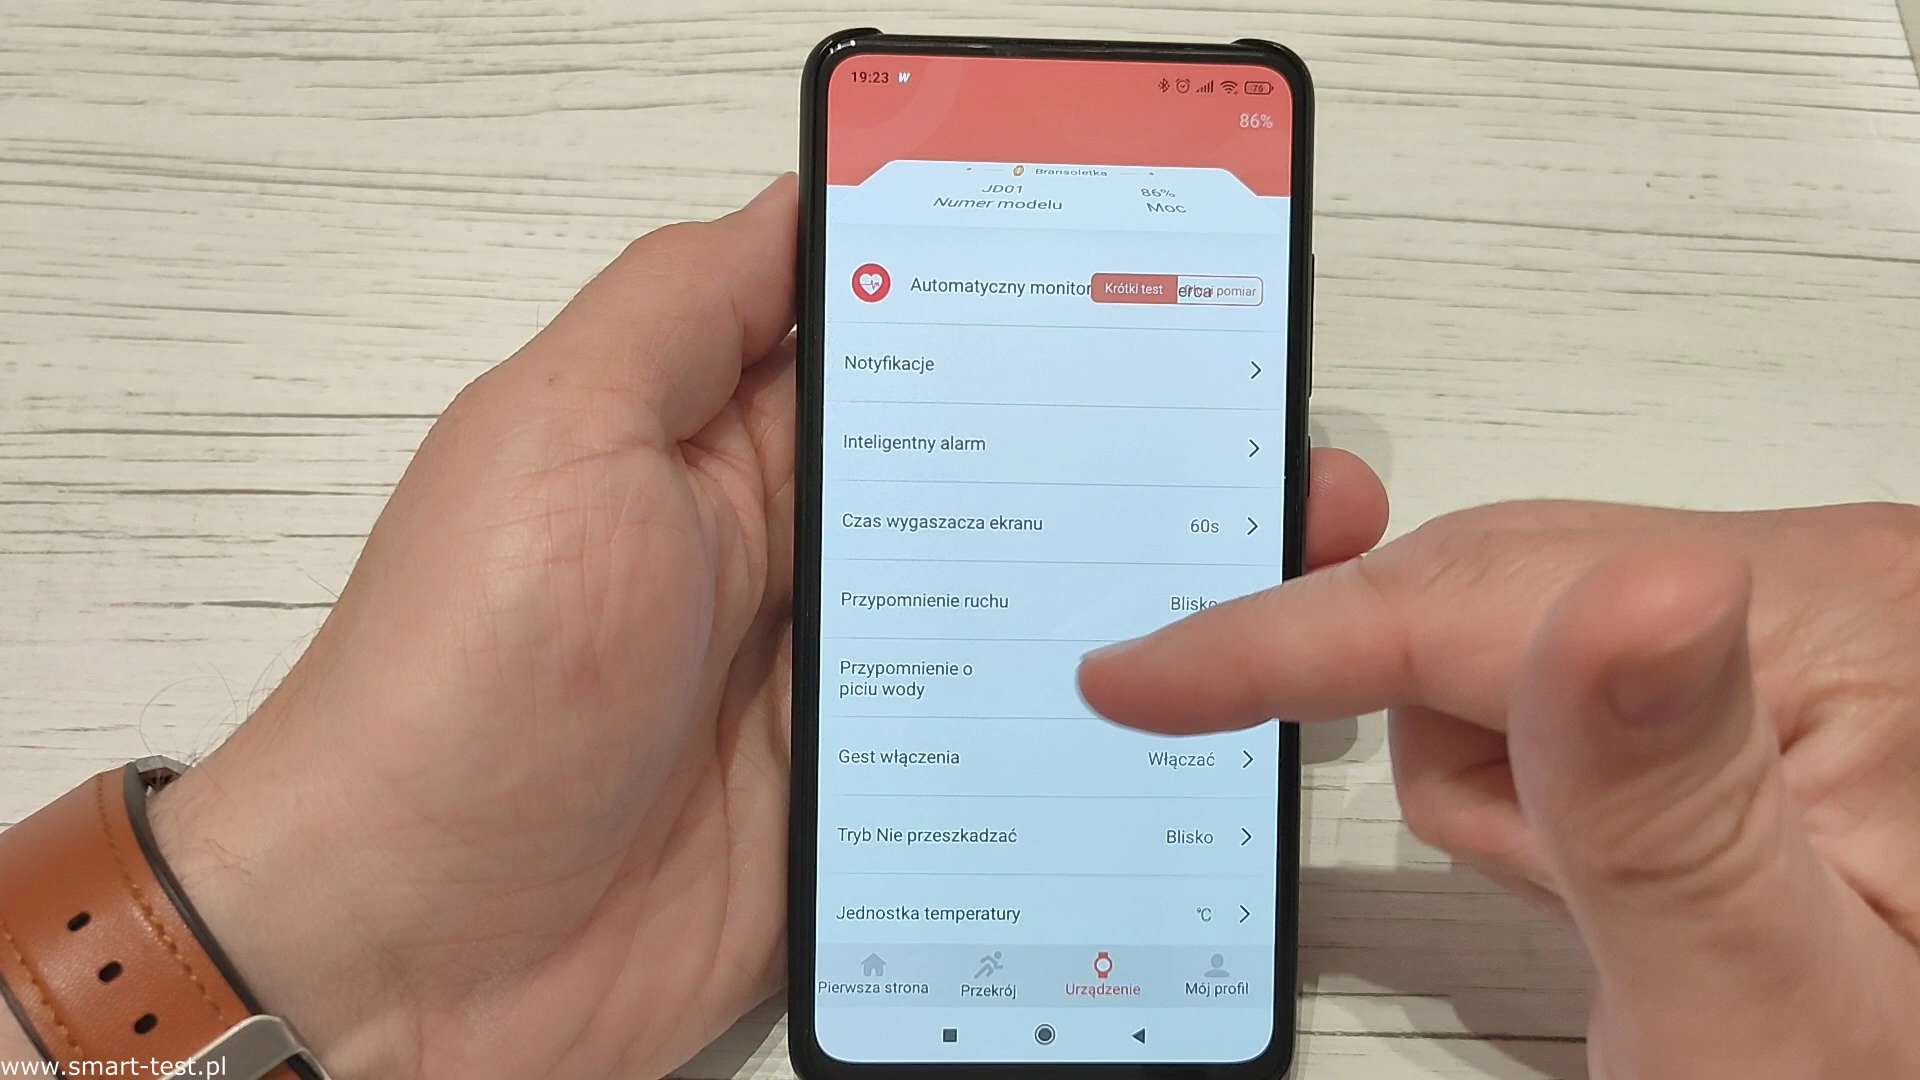 19:23 W
76
86%
Bransoletka
JD01 86%
Numer modelu Moc
Automatyczny monitor Krótki test erca pomiar
Notyfikacje
Inteligentny alarm
Czas wygaszacza ekranu 60s
Przypomnienie ruchu Blisko
Przypomnienie o
piciu wody
Gest włączenia Włączać
Tryb Nie przeszkadzać Blisko
Jednostka temperatury °C
Pierwsza strona Przekrój Urządzenie Mój profil
www.smart-test.pl